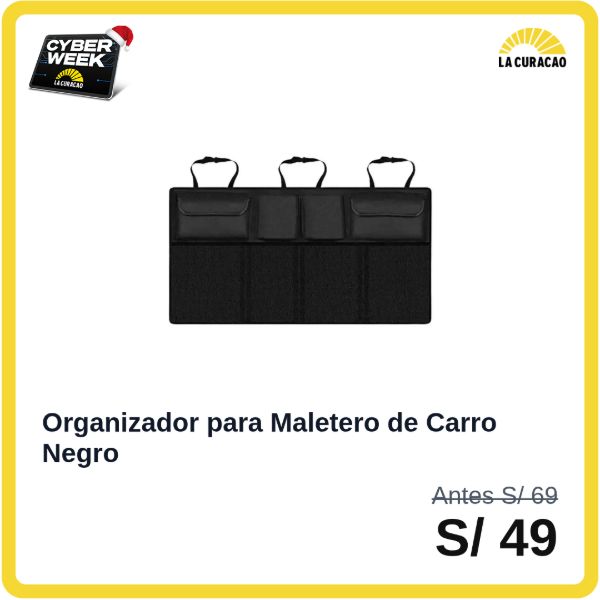 CYBER
WEEK
LA CURACAO
LA CURACAO
Organizador para Maletero de Carro
Negro
Antes S/ 69
S/ 49